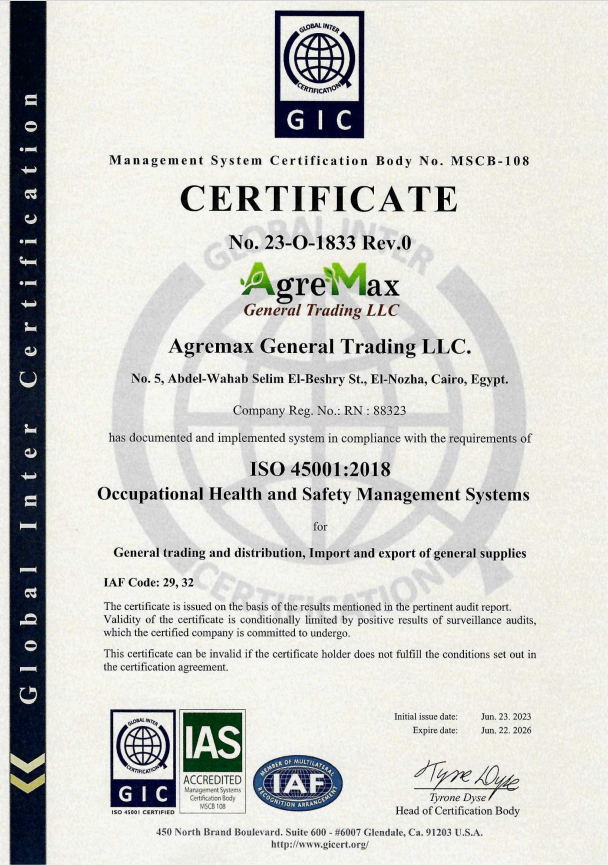 Global Inter Certification
GLOBAL INTER
CERTIFICATION
GIC
Management System Certification Body No. MSCB-108
CERTIFICATE
No. 23-O-1833 Rev.0
AgreMax
General Trading LLC
Agremax General Trading LLC.
No. 5, Abdel-Wahab Selim El-Beshry St., El-Nozha, Cairo, Egypt.
Company Reg. No.: RN : 88323
has documented and implemented system in compliance with the requirements of
ISO 45001:2018
Occupational Health and Safety Management Systems
for
General trading and distribution, Import and export of general supplies
IAF Code: 29, 32
The certificate is issued on the basis of the results mentioned in the pertinent audit report.
Validity of the certificate is conditionally limited by positive results of surveillance audits,
which the certified company is committed to undergo.
This certificate can be invalid if the certificate holder does not fulfill the conditions set out in
the certification agreement.
GLOBAL INTER
CERTIFICATION
Initial issue date: Jun. 23. 2023
Expire date: Jun. 22. 2026
GLOBAL INTER
CERTIFICATION
GIC
ISO 45001 CERTIFIED
IAS
ACCREDITED
Management Systems
Certification Body
MSCB 108
MEMBER OF MULTILATERAL
IAF
RECOGNITION ARRANGEMENT
Tyrone Dyse
Head of Certification Body
450 North Brand Boulevard. Suite 600 - #6007 Glendale, Ca. 91203 U.S.A.
http://www.gicert.org/